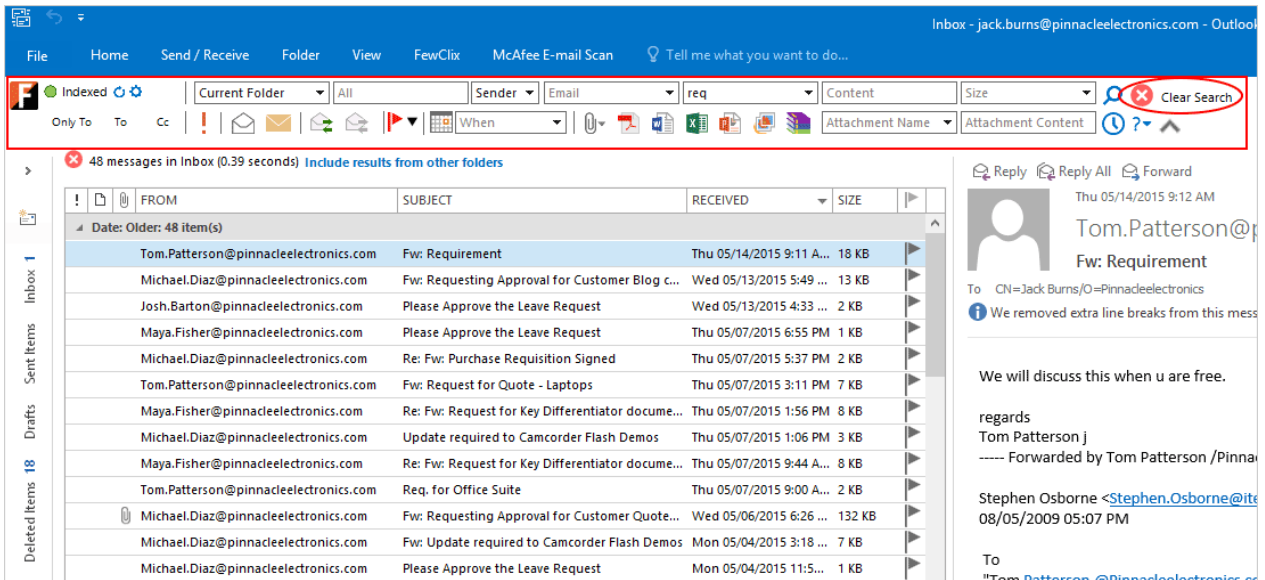 Inbox - jack.burns@pinnacleelectronics.com - Outlook
File Home Send / Receive Folder View FewClix McAfee E-mail Scan Tell me what you want to do...
Indexed Current Folder All Sender Email req Content Size Clear Search
Only To To Cc When Attachment Name Attachment Content
48 messages in Inbox (0.39 seconds) Include results from other folders
! FROM SUBJECT RECEIVED SIZE
Date: Older: 48 item(s)
Tom.Patterson@pinnacleelectronics.com Fw: Requirement Thu 05/14/2015 9:11 A... 18 KB
Michael.Diaz@pinnacleelectronics.com Fw: Requesting Approval for Customer Blog c... Wed 05/13/2015 5:49 ... 13 KB
Josh.Barton@pinnacleelectronics.com Please Approve the Leave Request Wed 05/13/2015 4:33 ... 2 KB
Maya.Fisher@pinnacleelectronics.com Please Approve the Leave Request Thu 05/07/2015 6:55 PM 1 KB
Michael.Diaz@pinnacleelectronics.com Re: Fw: Purchase Requisition Signed Thu 05/07/2015 5:37 PM 2 KB
Tom.Patterson@pinnacleelectronics.com Fw: Request for Quote - Laptops Thu 05/07/2015 3:11 PM 7 KB
Maya.Fisher@pinnacleelectronics.com Re: Fw: Request for Key Differentiator docume... Thu 05/07/2015 1:56 PM 8 KB
Michael.Diaz@pinnacleelectronics.com Update required to Camcorder Flash Demos Thu 05/07/2015 1:06 PM 3 KB
Maya.Fisher@pinnacleelectronics.com Re: Fw: Request for Key Differentiator docume... Thu 05/07/2015 9:44 A... 8 KB
Tom.Patterson@pinnacleelectronics.com Req. for Office Suite Thu 05/07/2015 9:00 A... 2 KB
Michael.Diaz@pinnacleelectronics.com Fw: Requesting Approval for Customer Quote... Wed 05/06/2015 6:26 ... 132 KB
Michael.Diaz@pinnacleelectronics.com Fw: Update required to Camcorder Flash Demos Mon 05/04/2015 3:18 ... 7 KB
Michael.Diaz@pinnacleelectronics.com Please Approve the Leave Request Mon 05/04/2015 11:5... 1 KB
Inbox 1
Sent Items
Drafts
Deleted Items 18
Reply Reply All Forward
Thu 05/14/2015 9:12 AM
Tom.Patterson@p
Fw: Requirement
To CN=Jack Burns/O=Pinnacleelectronics
We removed extra line breaks from this mess
We will discuss this when u are free.
regards
Tom Patterson j
----- Forwarded by Tom Patterson /Pinna
Stephen Osborne <Stephen.Osborne@ite
08/05/2009 05:07 PM
To
"Tom.Patterson.@Pinnacleelectronics.co